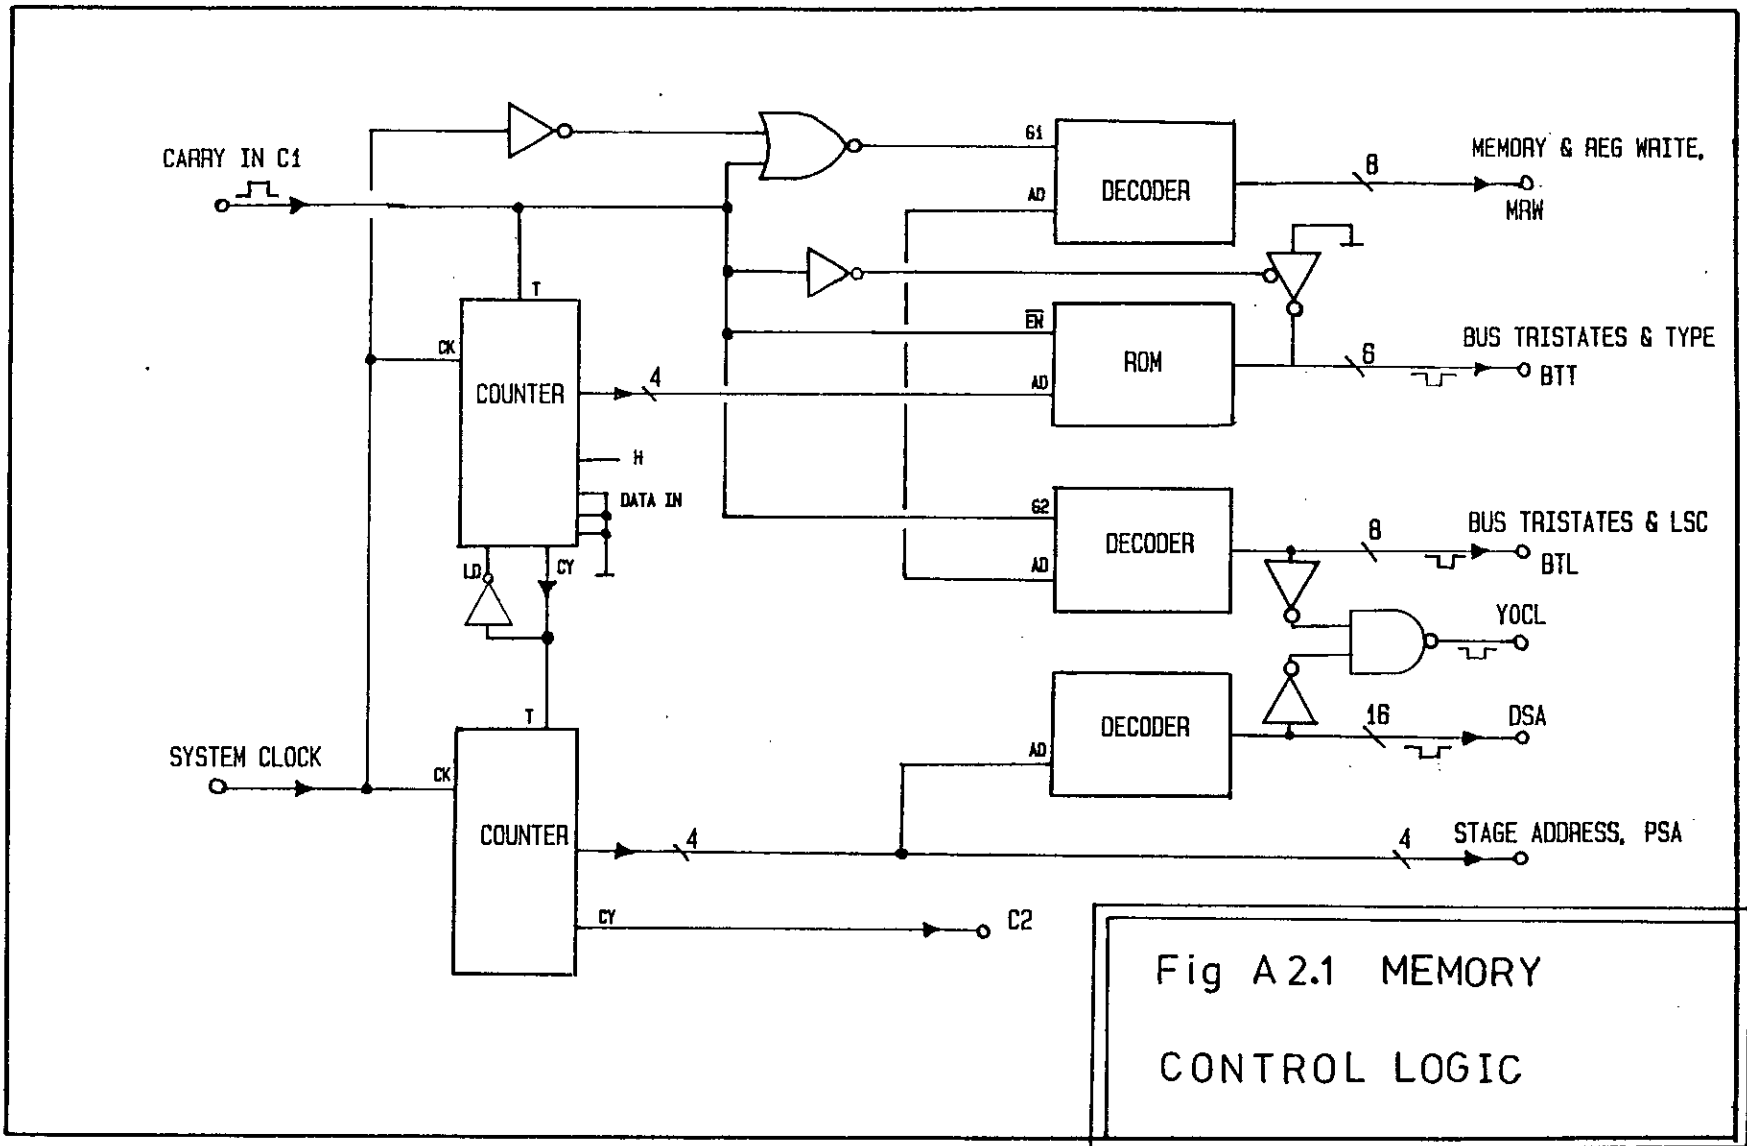 CARRY IN C1
G1
AD
DECODER
8
MEMORY & REG WRITE,
MRW
T
CK
COUNTER
4
H
DATA IN
LD
CY
EN
AD
ROM
6
BUS TRISTATES & TYPE
BTT
G2
AD
DECODER
8
BUS TRISTATES & LSC
BTL
YOCL
SYSTEM CLOCK
T
CK
COUNTER
4
CY
C2
AD
DECODER
16
DSA
4
STAGE ADDRESS, PSA
Fig A2.1 MEMORY
CONTROL LOGIC